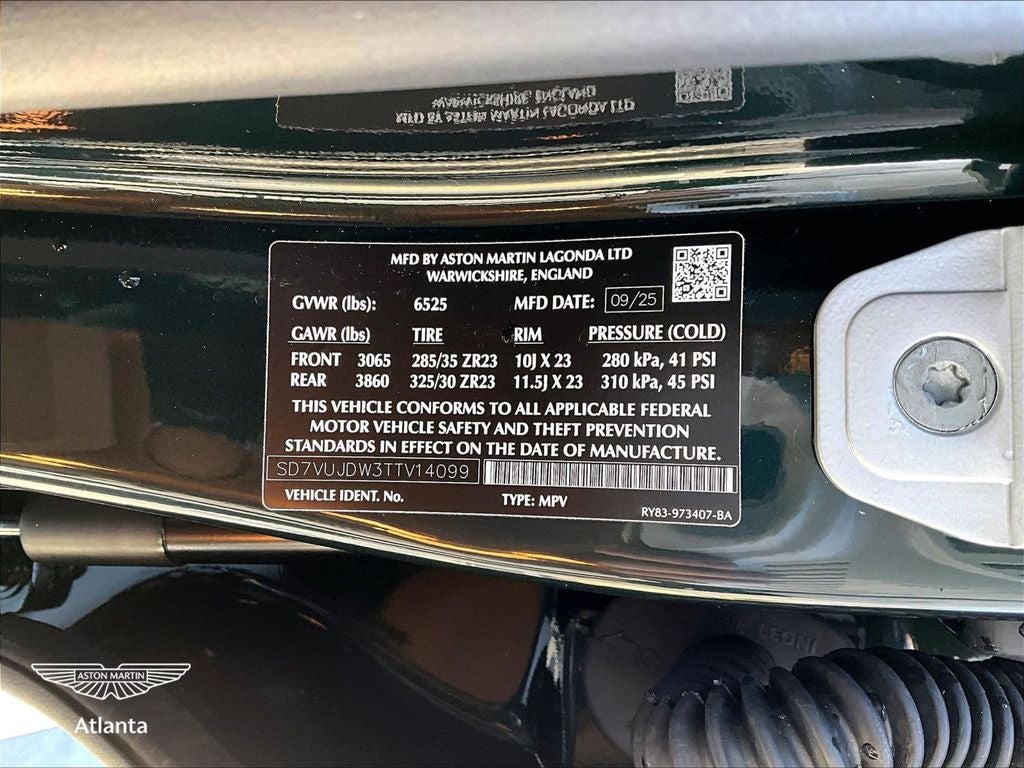 MFD BY ASTON MARTIN LAGONDA LTD
WARWICKSHIRE, ENGLAND
GVWR (lbs): 6525 MFD DATE: 09/25
GAWR (lbs) TIRE RIM PRESSURE (COLD)
FRONT 3065 285/35 ZR23 10J X 23 280 kPa, 41 PSI
REAR 3860 325/30 ZR23 11.5J X 23 310 kPa, 45 PSI
THIS VEHICLE CONFORMS TO ALL APPLICABLE FEDERAL
MOTOR VEHICLE SAFETY AND THEFT PREVENTION
STANDARDS IN EFFECT ON THE DATE OF MANUFACTURE.
SD7VUJDW3TTV14099
VEHICLE IDENT. No. TYPE: MPV RY83-973407-BA
LEONI
ASTON MARTIN
Atlanta